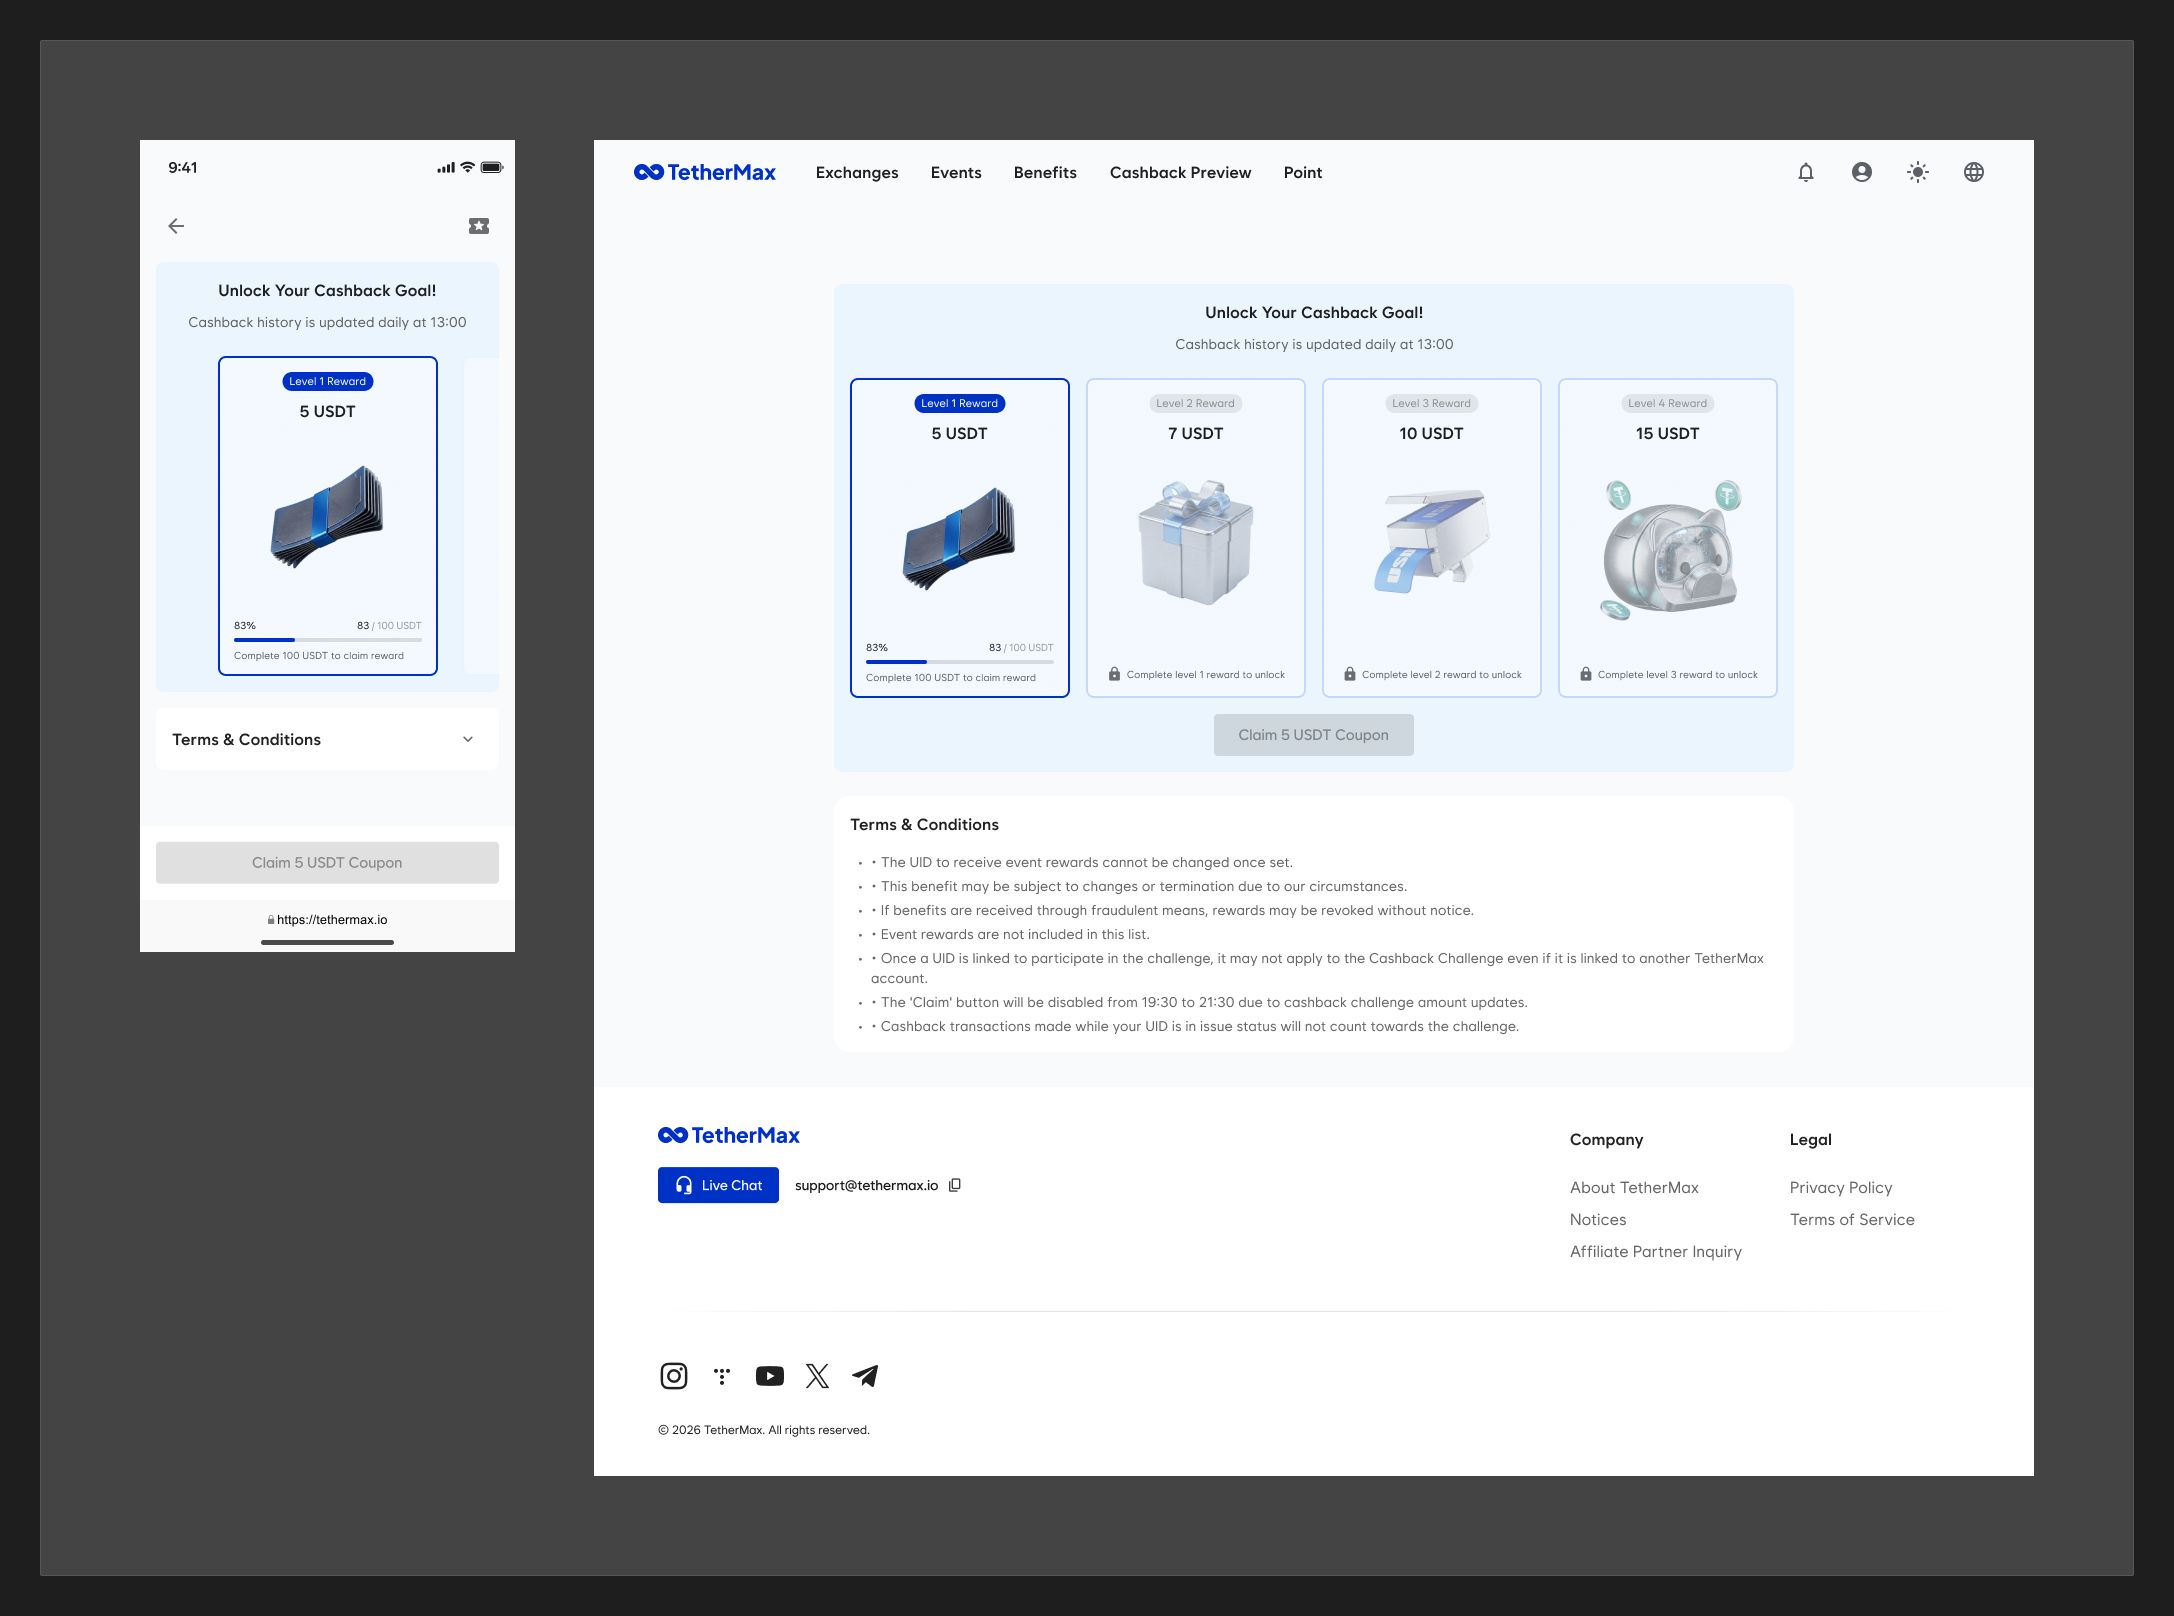 9:41
Unlock Your Cashback Goal!
Cashback history is updated daily at 13:00
Level 1 Reward
5 USDT
83%
83 / 100 USDT
Complete 100 USDT to claim reward
Terms & Conditions
Claim 5 USDT Coupon
https://tethermax.io
TetherMax
Exchanges
Events
Benefits
Cashback Preview
Point
Unlock Your Cashback Goal!
Cashback history is updated daily at 13:00
Level 1 Reward
5 USDT
83%
83 / 100 USDT
Complete 100 USDT to claim reward
Level 2 Reward
7 USDT
Complete level 1 reward to unlock
Level 3 Reward
10 USDT
USD
Complete level 2 reward to unlock
Level 4 Reward
15 USDT
Complete level 3 reward to unlock
Claim 5 USDT Coupon
Terms & Conditions
• • The UID to receive event rewards cannot be changed once set.
• • This benefit may be subject to changes or termination due to our circumstances.
• • If benefits are received through fraudulent means, rewards may be revoked without notice.
• • Event rewards are not included in this list.
• • Once a UID is linked to participate in the challenge, it may not apply to the Cashback Challenge even if it is linked to another TetherMax
account.
• • The 'Claim' button will be disabled from 19:30 to 21:30 due to cashback challenge amount updates.
• • Cashback transactions made while your UID is in issue status will not count towards the challenge.
TetherMax
Live Chat
support@tethermax.io
Company
About TetherMax
Notices
Affiliate Partner Inquiry
Legal
Privacy Policy
Terms of Service
© 2026 TetherMax. All rights reserved.